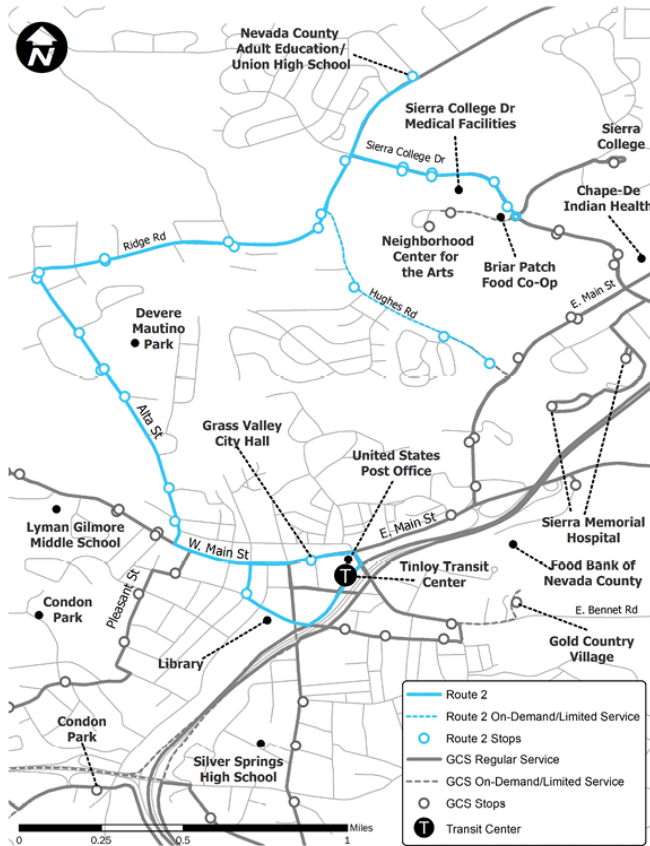 N
Nevada County
Adult Education/
Union High School
Sierra College Dr
Medical Facilities
Sierra
College
Sierra College Dr
Chape-De
Indian Health
Neighborhood
Center for
the Arts
Briar Patch
Food Co-Op
Ridge Rd
E. Main St
Hughes Rd
Devere
Mautino
Park
Alta St
Grass Valley
City Hall
United States
Post Office
Lyman Gilmore
Middle School
W. Main St
E. Main St
Sierra Memorial
Hospital
T
Tinloy Transit
Center
Food Bank of
Nevada County
Pleasant St
Condon
Park
E. Bennet Rd
Library
Gold Country
Village
Condon
Park
Silver Springs
High School
Route 2
Route 2 On-Demand/Limited Service
Route 2 Stops
GCS Regular Service
GCS On-Demand/Limited Service
GCS Stops
T Transit Center
Miles
0 0.25 0.5 1